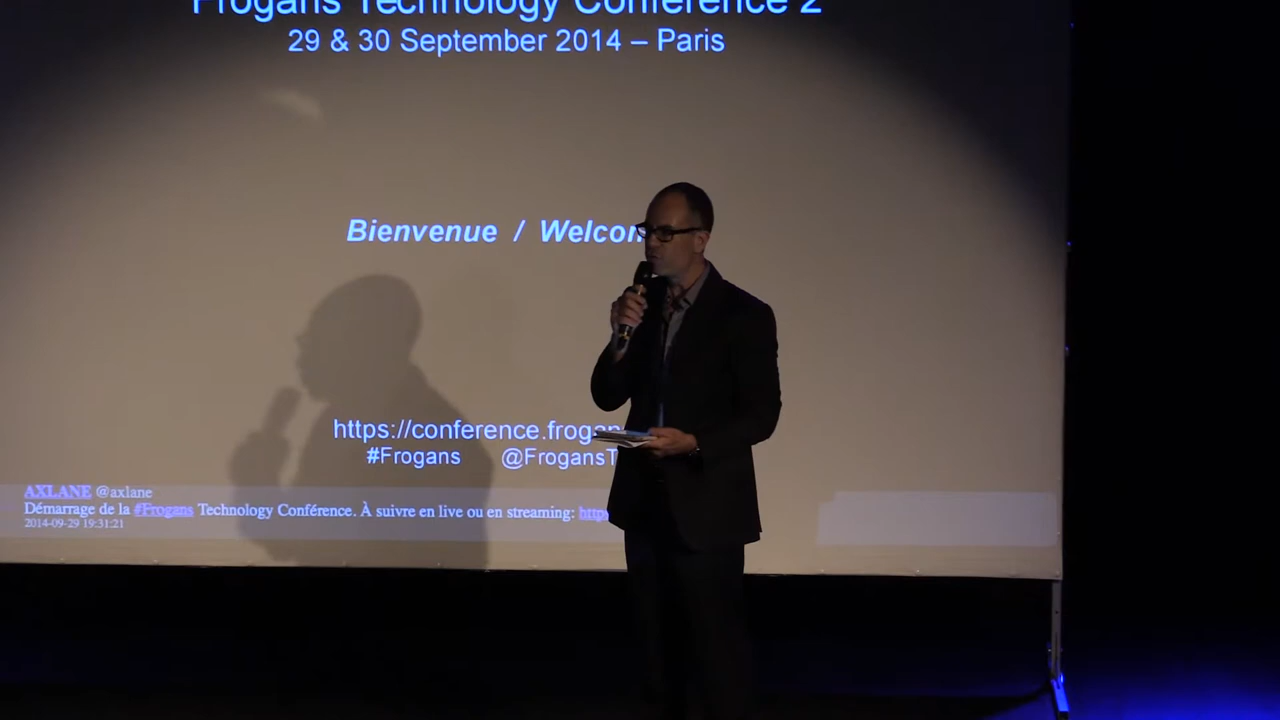 Frogans Technology Conference 2
29 & 30 September 2014 – Paris
Bienvenue / Welcom
https://conference.frogan
#Frogans @FrogansT
AXLANE @axlane
Démarrage de la #Frogans Technology Conférence. À suivre en live ou en streaming: http
2014-09-29 19:31:21